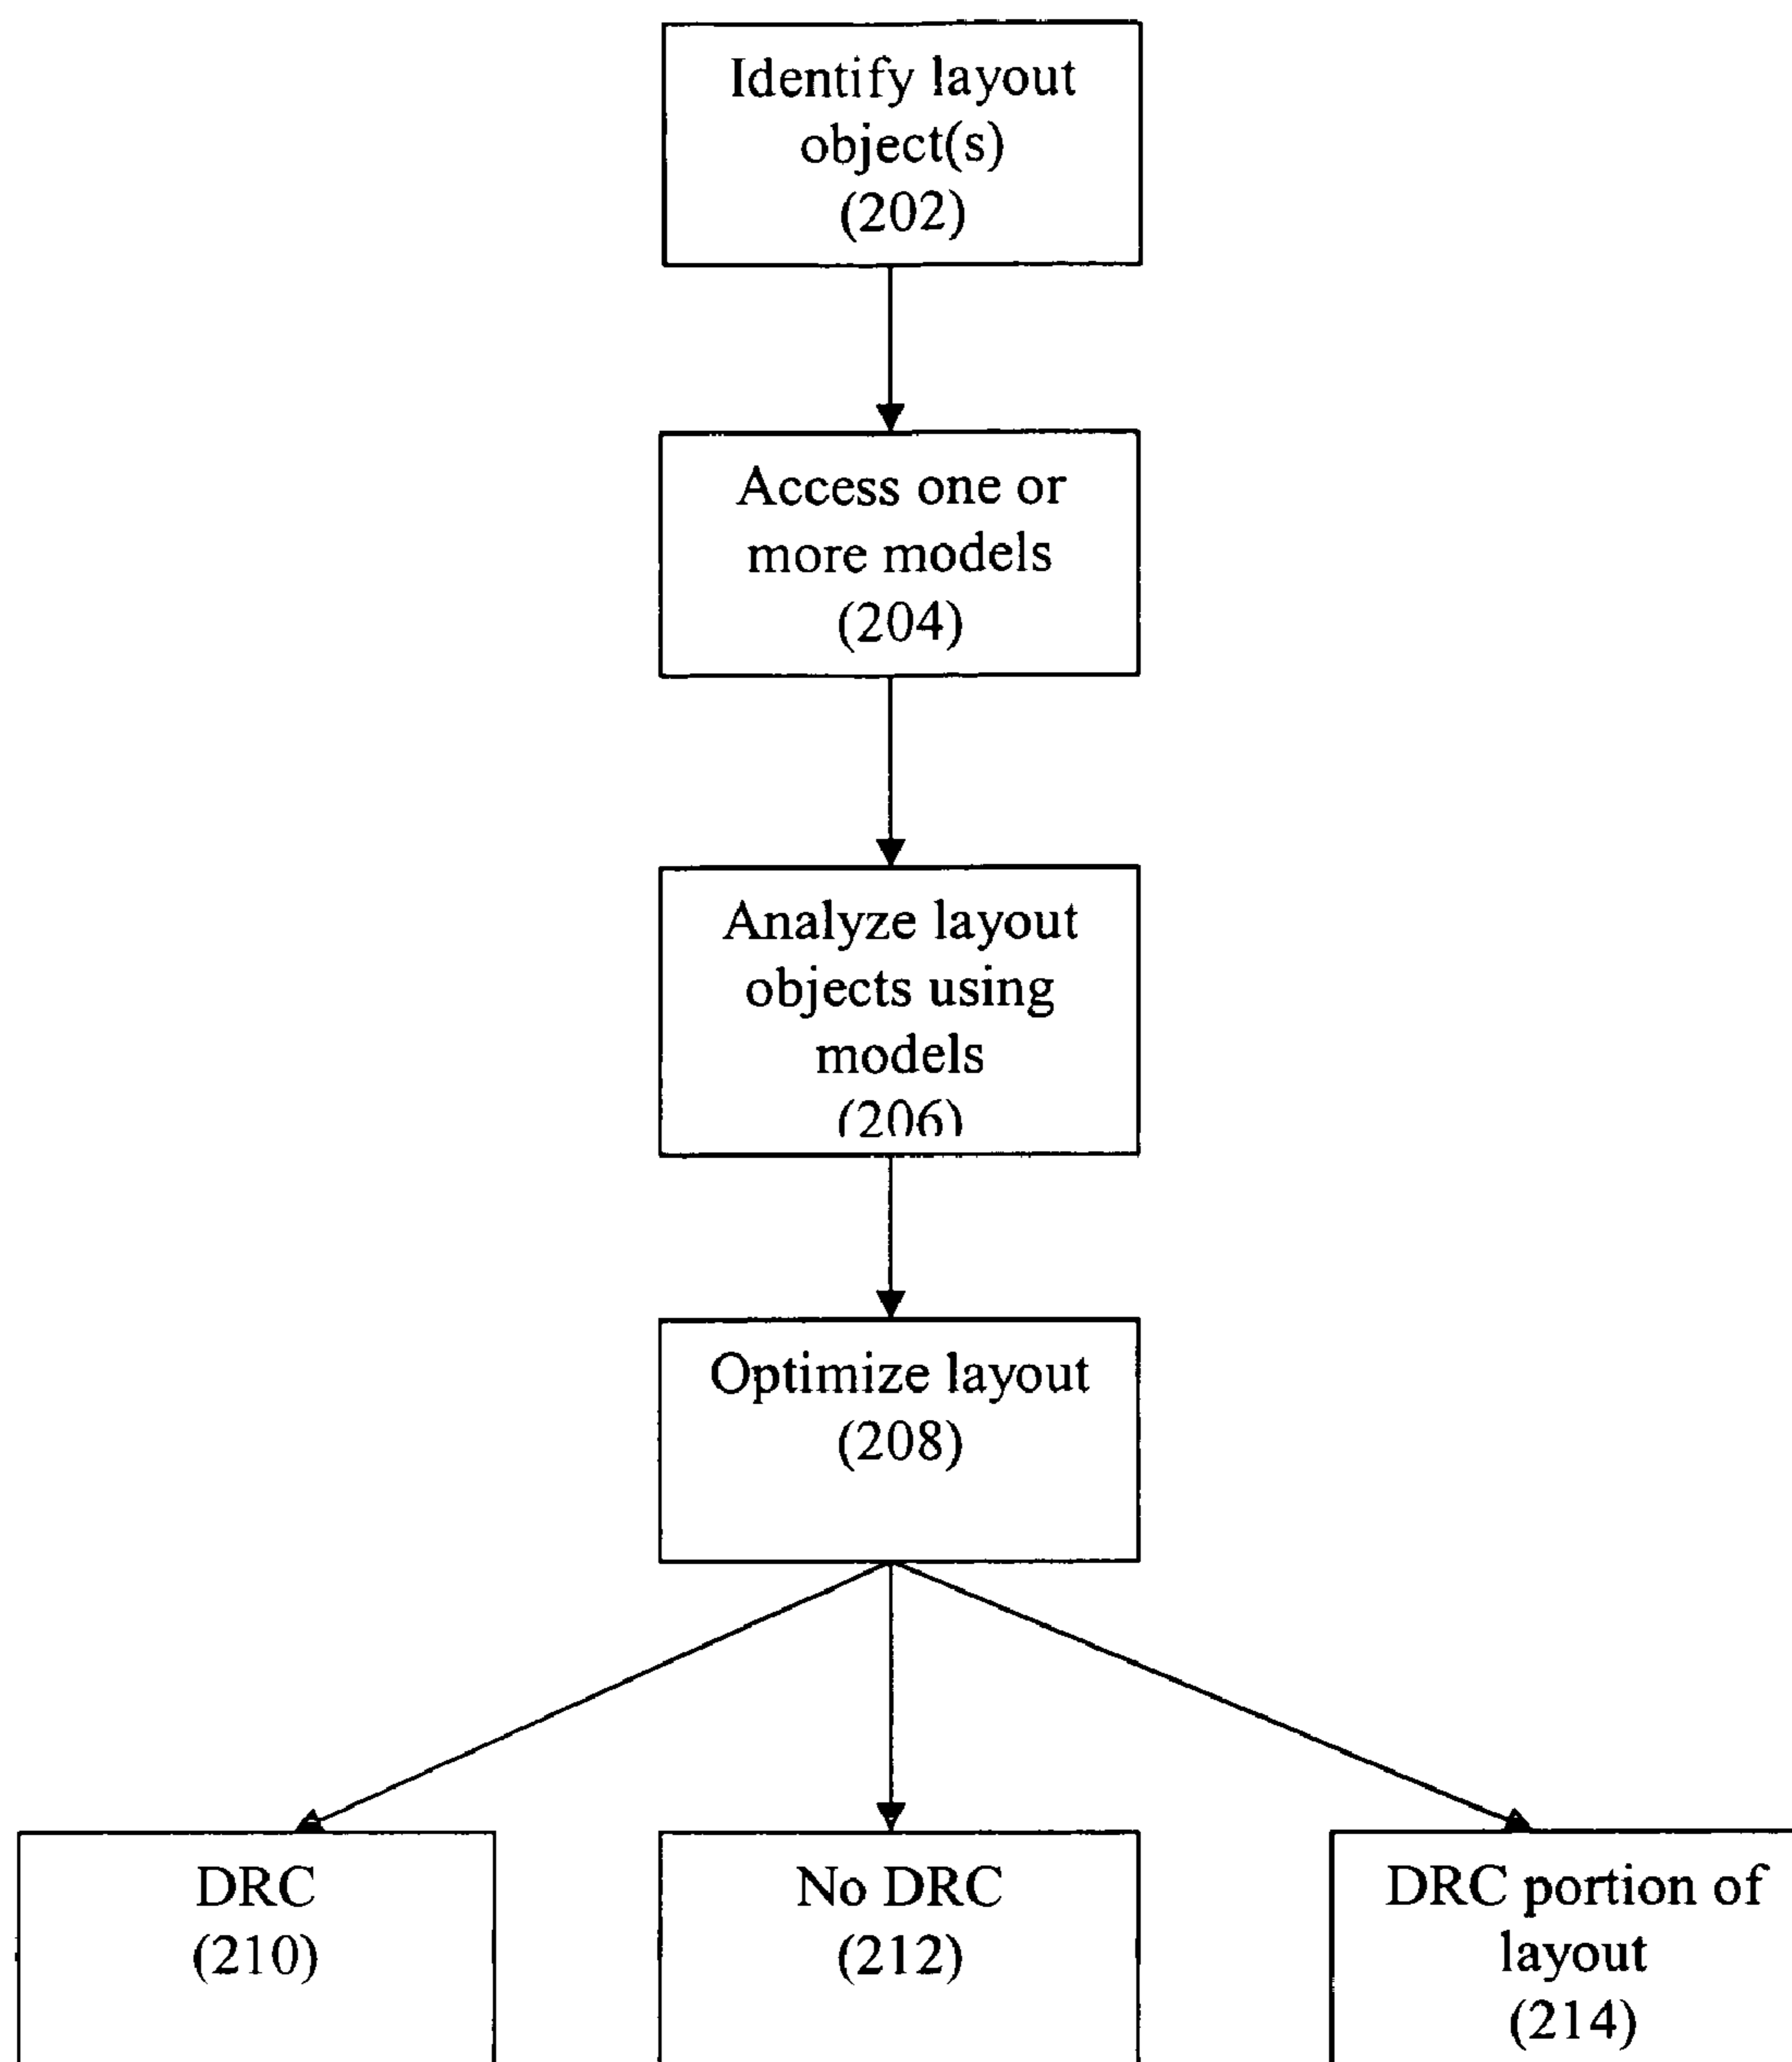 Identify layout
object(s)
(202)
Access one or
more models
(204)
Analyze layout
objects using
models
(206)
Optimize layout
(208)
DRC
(210)
No DRC
(212)
DRC portion of
layout
(214)